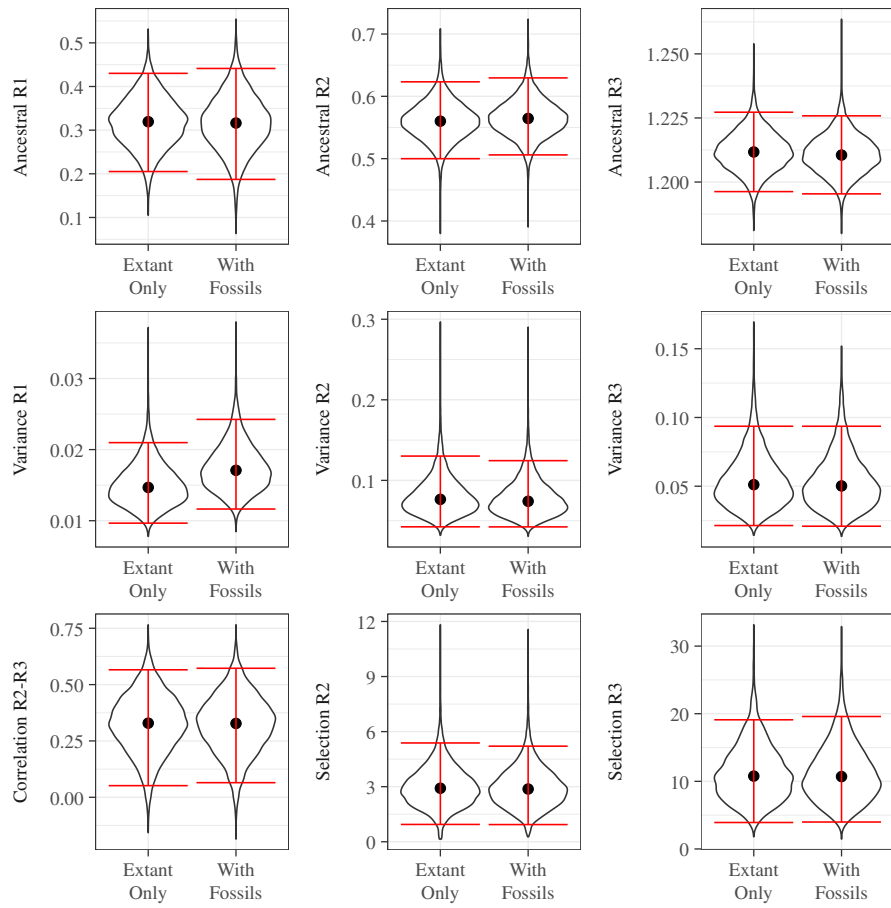 Ancestral R1
0.5
0.4
0.3
0.2
0.1
Extant Only
With Fossils
Ancestral R2
0.7
0.6
0.5
0.4
Extant Only
With Fossils
Ancestral R3
1.250
1.225
1.200
Extant Only
With Fossils
Variance R1
0.03
0.02
0.01
Extant Only
With Fossils
Variance R2
0.3
0.2
0.1
Extant Only
With Fossils
Variance R3
0.15
0.10
0.05
Extant Only
With Fossils
Correlation R2-R3
0.75
0.50
0.25
0.00
Extant Only
With Fossils
Selection R2
12
9
6
3
0
Extant Only
With Fossils
Selection R3
30
20
10
0
Extant Only
With Fossils